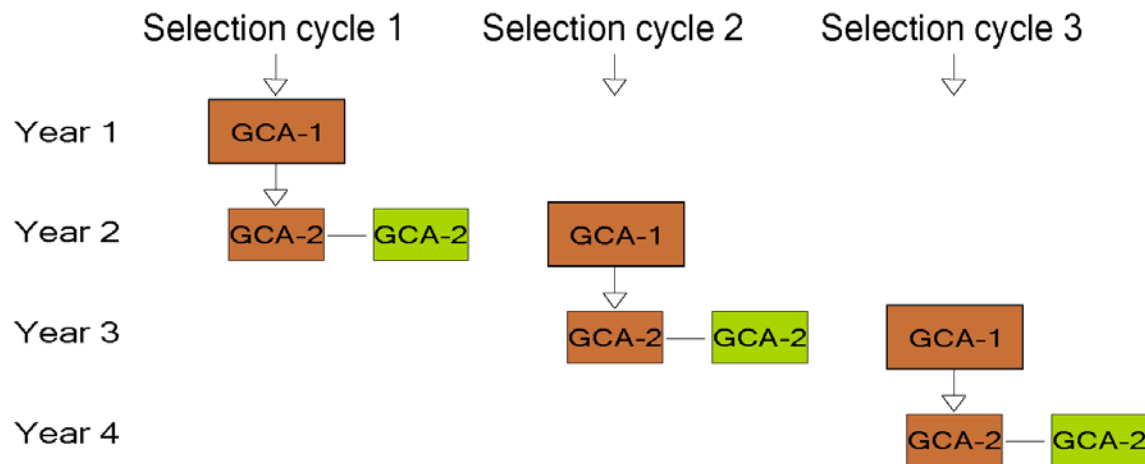 Selection cycle 1 Selection cycle 2 Selection cycle 3
Year 1 GCA-1
Year 2 GCA-2 GCA-2 GCA-1
Year 3 GCA-2 GCA-2 GCA-1
Year 4 GCA-2 GCA-2